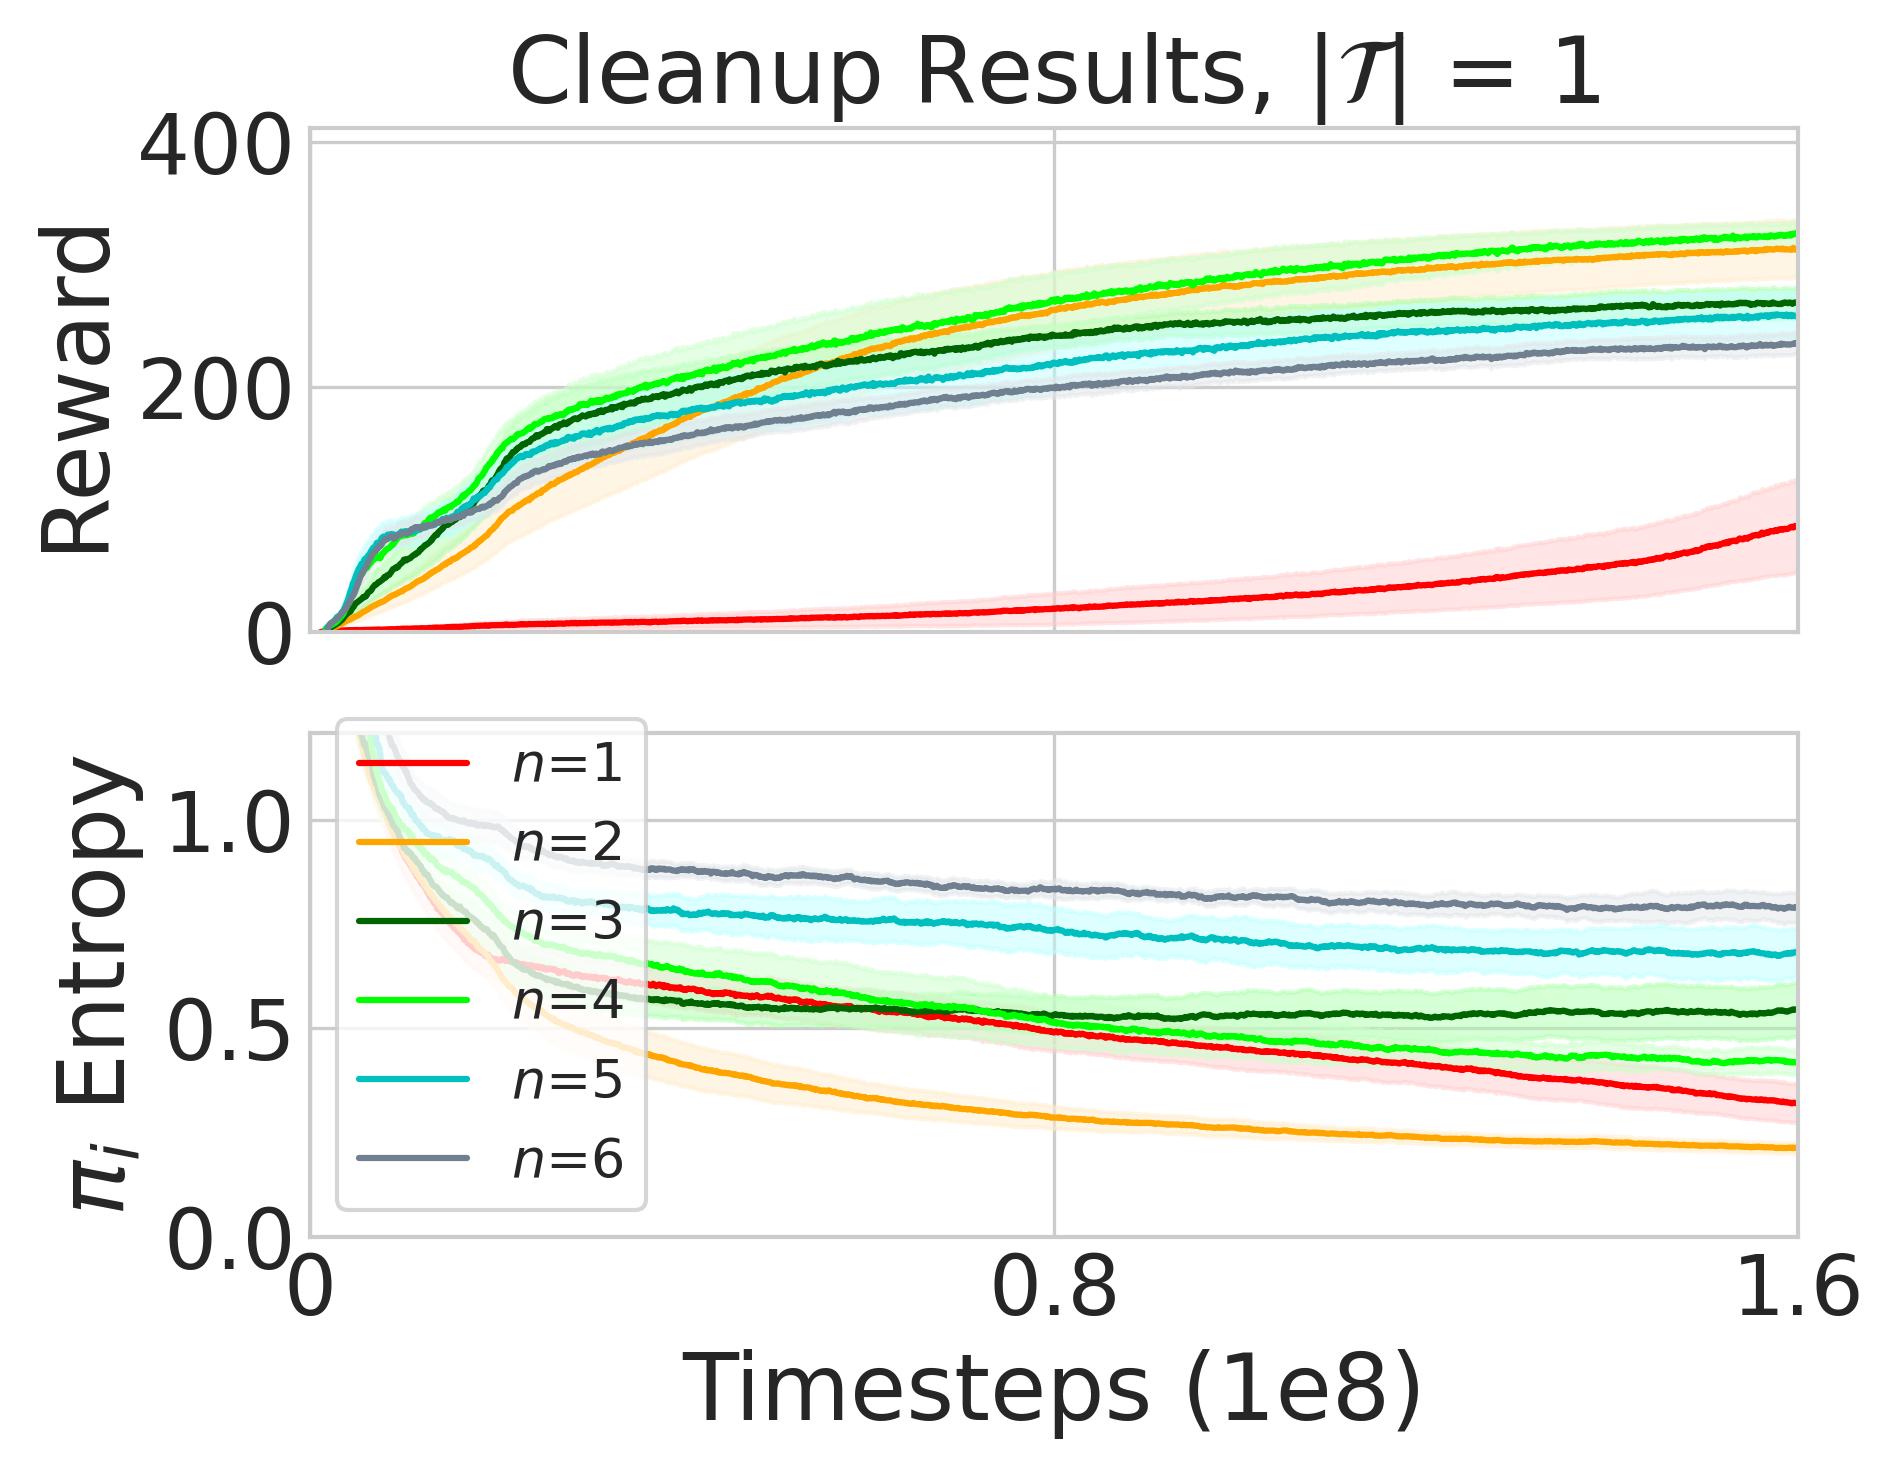 Cleanup Results, |𝒯| = 1
400
200
0
Reward
n=1
n=2
n=3
n=4
n=5
n=6
1.0
0.5
0.0
π_i Entropy
0
0.8
1.6
Timesteps (1e8)